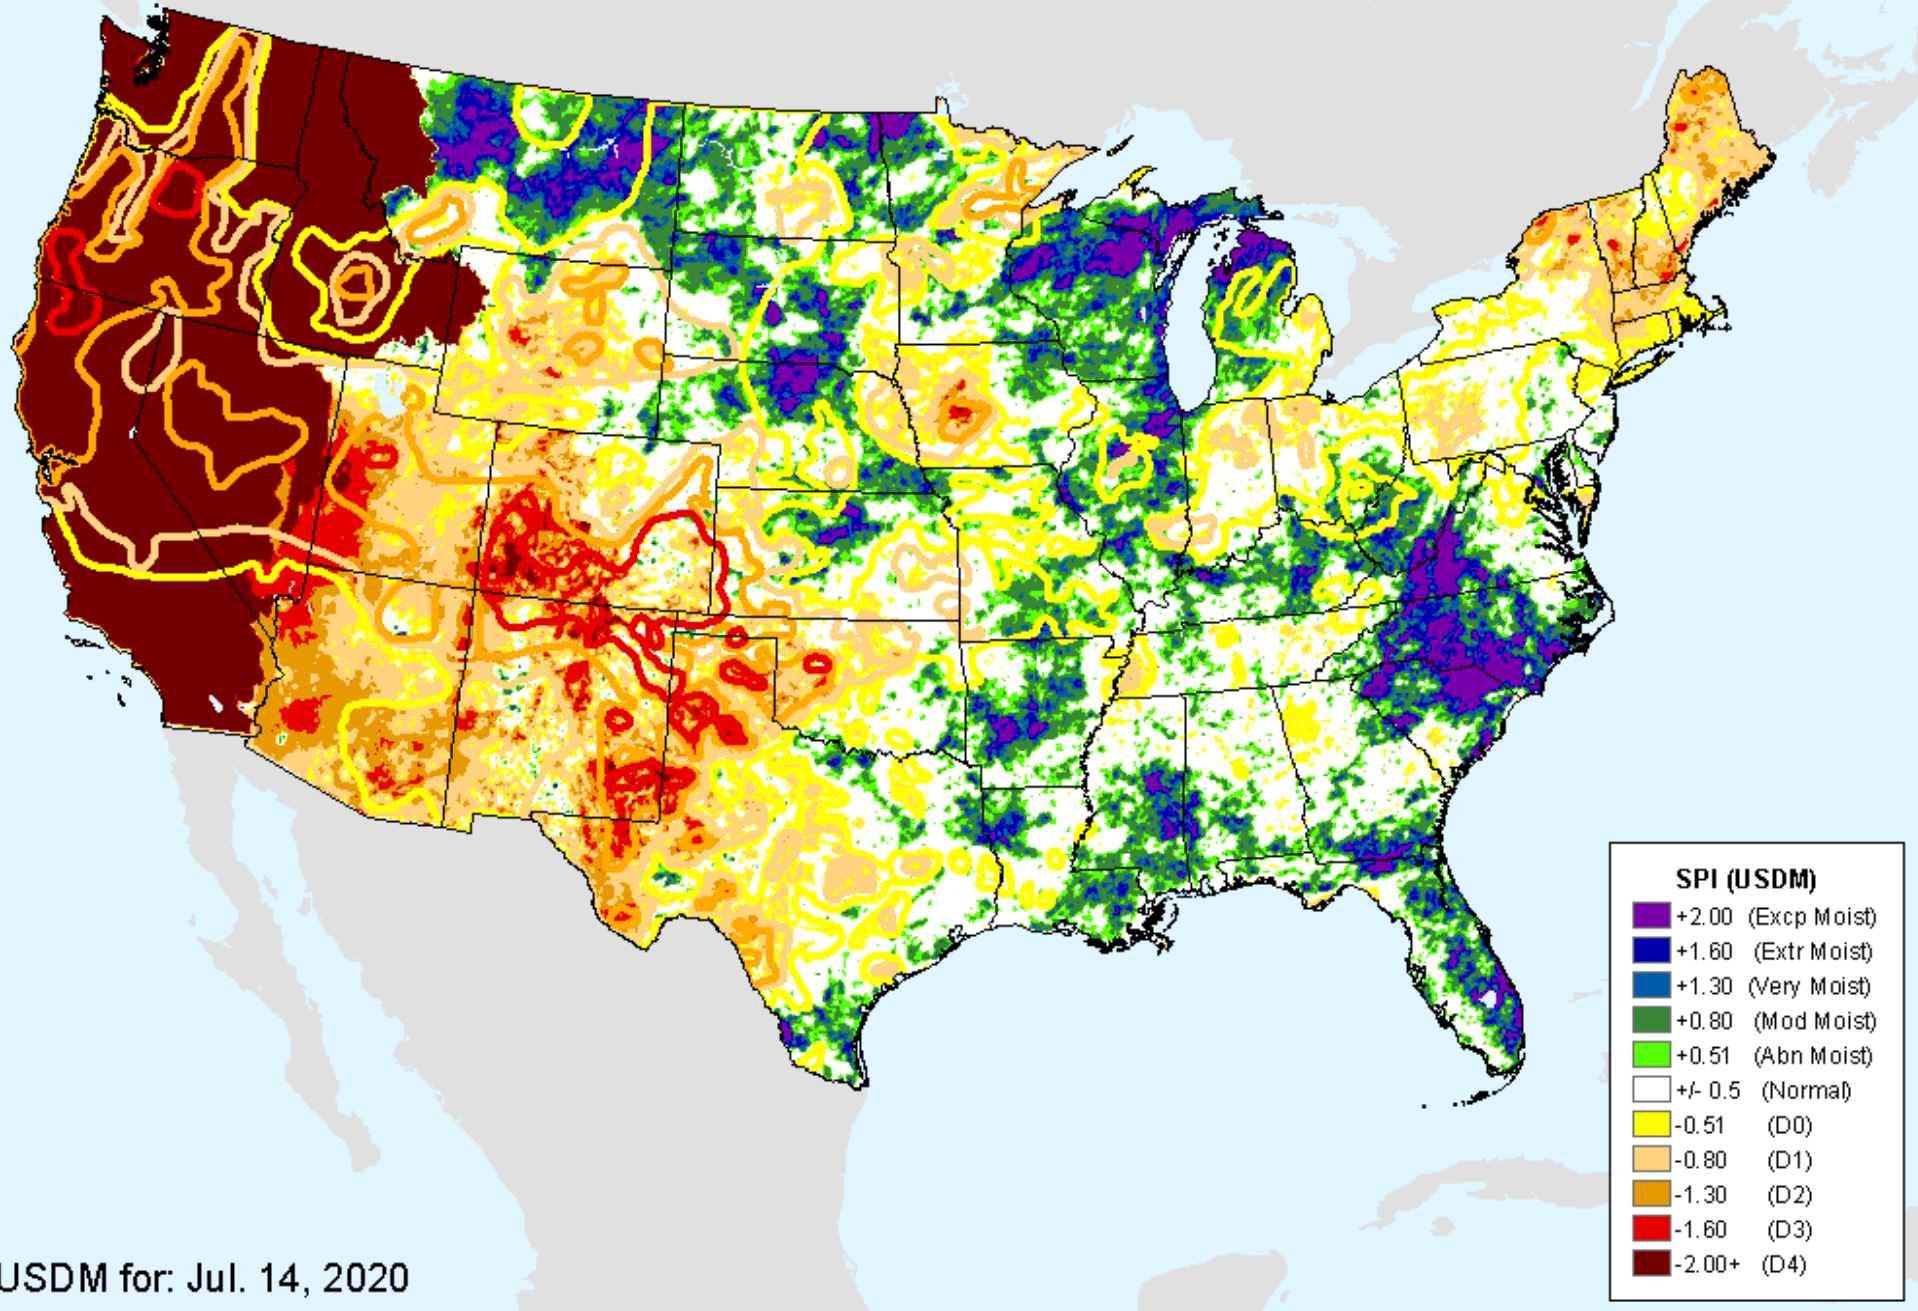 SPI (USDM)
+2.00 (Excp Moist)
+1.60 (Extr Moist)
+1.30 (Very Moist)
+0.80 (Mod Moist)
+0.51 (Abn Moist)
+/- 0.5 (Normal)
-0.51 (D0)
-0.80 (D1)
-1.30 (D2)
-1.60 (D3)
-2.00+ (D4)
USDM for: Jul. 14, 2020